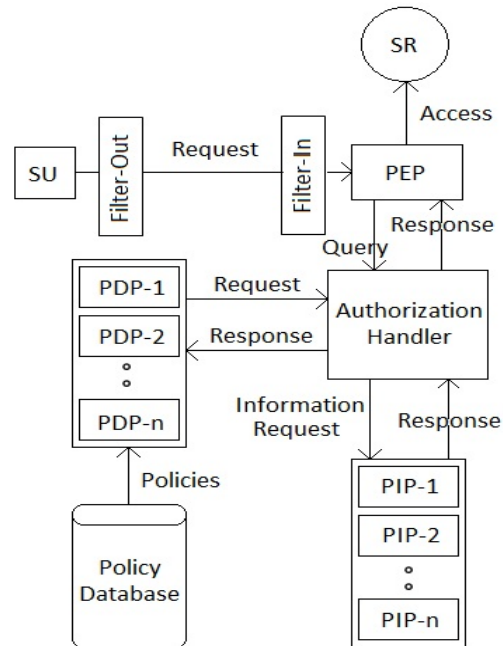 SR
Access
Request
SU
Filter-Out
Filter-In
PEP
Query
Response
PDP-1
PDP-2
PDP-n
Request
Response
Authorization
Handler
Information
Request
Response
Policies
Policy
Database
PIP-1
PIP-2
PIP-n